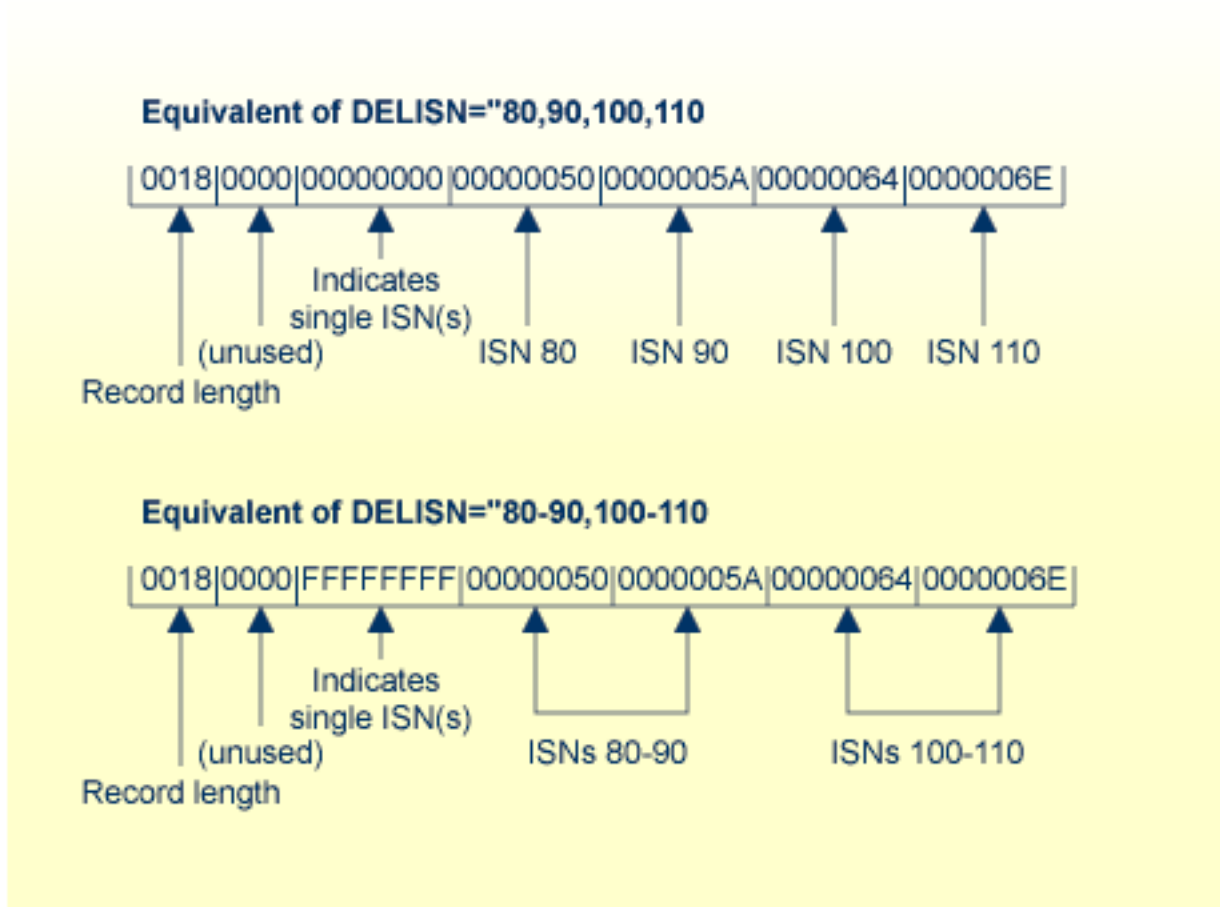 Equivalent of DELISN="80,90,100,110
0018|0000|00000000|00000050|0000005A|00000064|0000006E
Indicates
single ISN(s)
(unused) ISN 80 ISN 90 ISN 100 ISN 110
Record length
Equivalent of DELISN="80-90,100-110
0018|0000|FFFFFFFF|00000050|0000005A|00000064|0000006E
Indicates
single ISN(s)
(unused) ISNs 80-90 ISNs 100-110
Record length